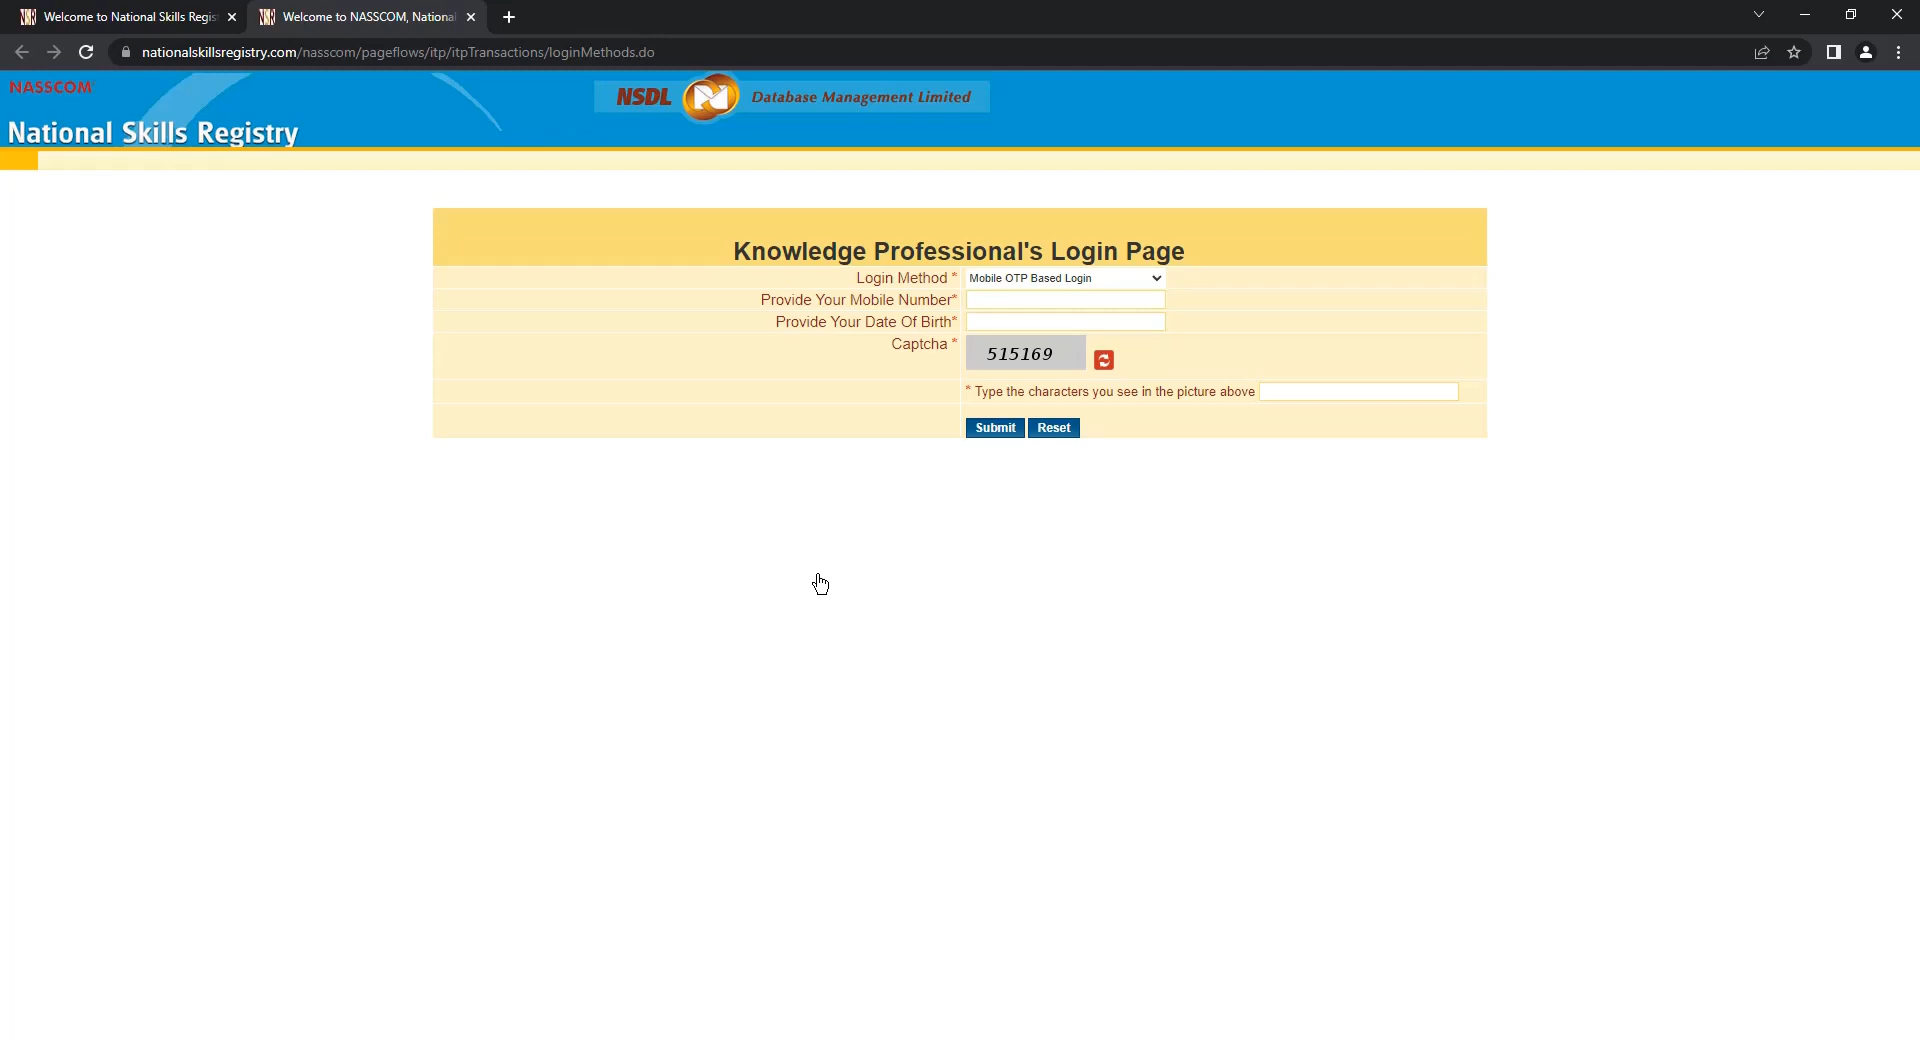 Welcome to National Skills Regis
Welcome to NASSCOM, National
nationalskillsregistry.com/nasscom/pageflows/itp/itpTransactions/loginMethods.do
NASSCOM
NSDL Database Management Limited
National Skills Registry
Knowledge Professional's Login Page
Login Method * Mobile OTP Based Login
Provide Your Mobile Number*
Provide Your Date Of Birth*
Captcha * 515169
* Type the characters you see in the picture above
Submit Reset